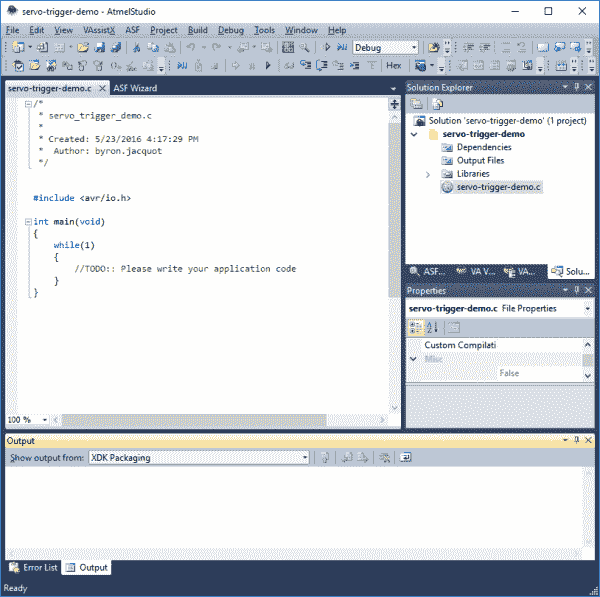 servo-trigger-demo - AtmelStudio
File Edit View VAssistX ASF Project Build Debug Tools Window Help
Debug
Hex
servo-trigger-demo.c ASF Wizard
/*
* servo_trigger_demo.c
*
* Created: 5/23/2016 4:17:29 PM
* Author: byron.jacquot
*/
#include <avr/io.h>
int main(void)
{
while(1)
{
//TODO:: Please write your application code
}
}
100 %
Solution Explorer
Solution 'servo-trigger-demo' (1 project)
servo-trigger-demo
Dependencies
Output Files
Libraries
servo-trigger-demo.c
ASF... VA V... VA... Solu...
Properties
servo-trigger-demo.c File Properties
Custom Compilati
Misc
False
Output
Show output from: XDK Packaging
Error List Output
Ready